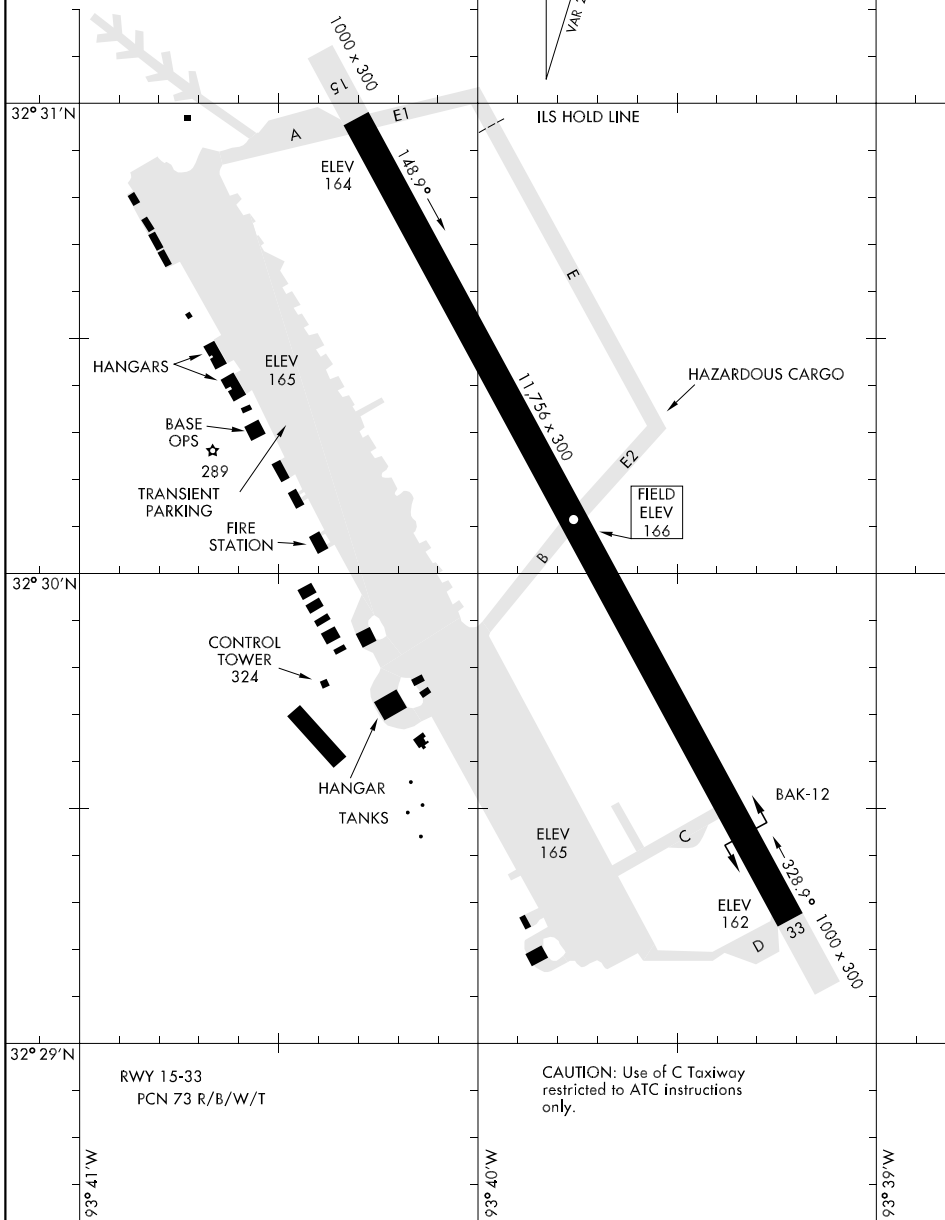 VAR
1000 x 300
15
32° 31'N
A
E1
ILS HOLD LINE
ELEV
164
148.9°
E
HANGARS
ELEV
165
HAZARDOUS CARGO
11,756 x 300
BASE
OPS
289
E2
TRANSIENT
PARKING
FIELD
ELEV
166
FIRE
STATION
B
32° 30'N
CONTROL
TOWER
324
HANGAR
TANKS
BAK-12
C
ELEV
165
328.9°
ELEV
162
33
D
1000 x 300
32° 29'N
RWY 15-33
PCN 73 R/B/W/T
CAUTION: Use of C Taxiway
restricted to ATC instructions
only.
93° 41'W
93° 40'W
93° 39'W